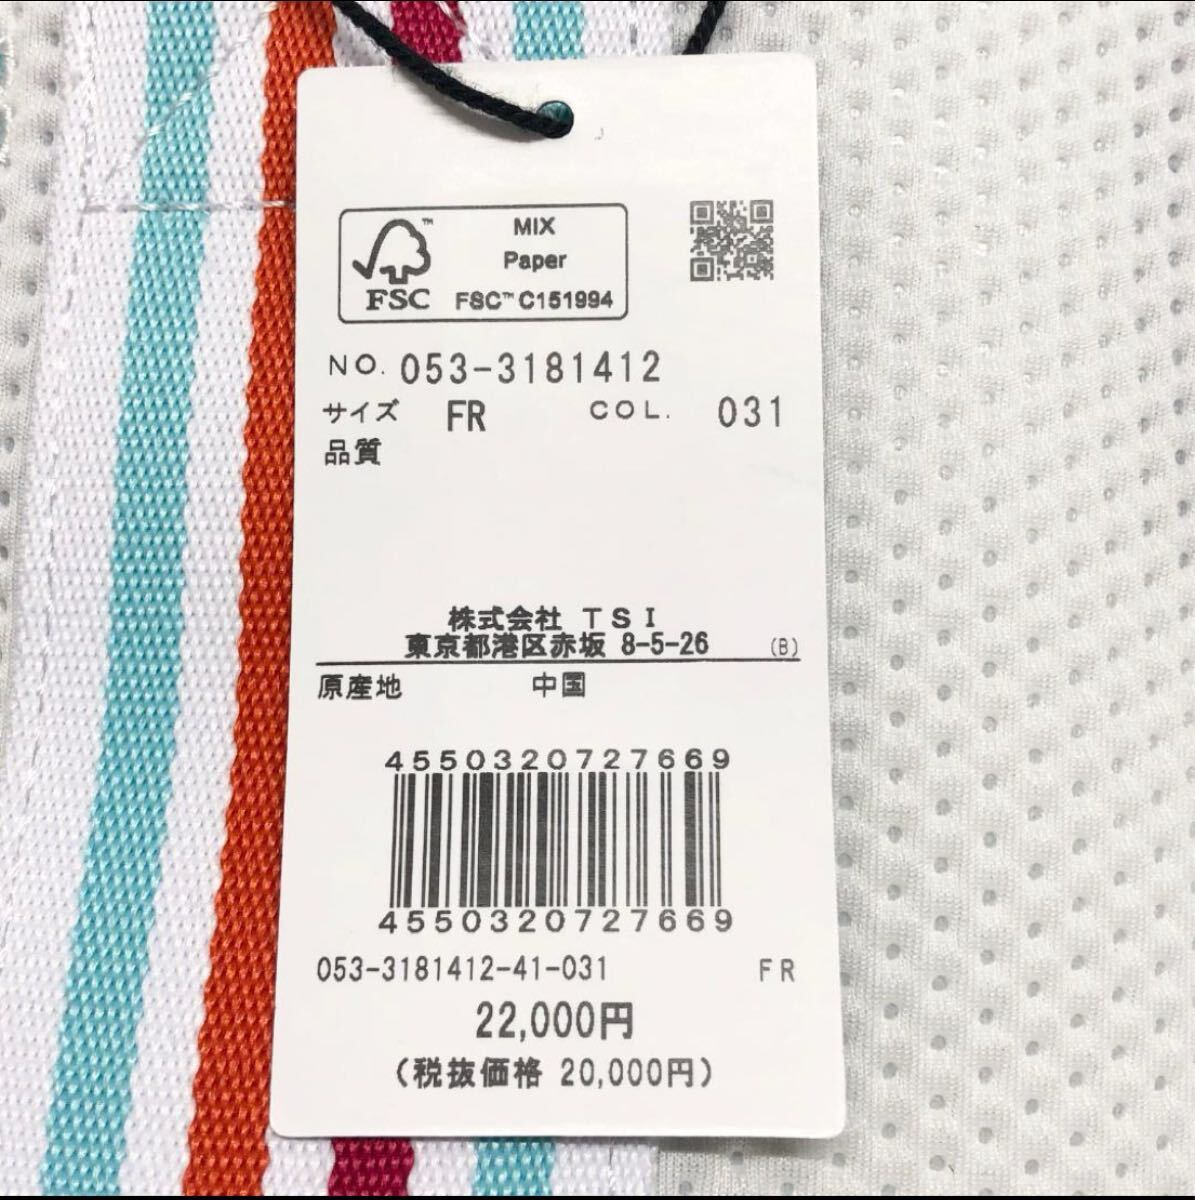 MIX
Paper
FSC™ C151994
FSC™
NO. 053-3181412
サイズ FR COL. 031
品質
株式会社 TSI
東京都港区赤坂 8-5-26 (B)
原産地 中国
4550320727669
4550320727669
053-3181412-41-031 FR
22,000円
(税抜価格 20,000円)